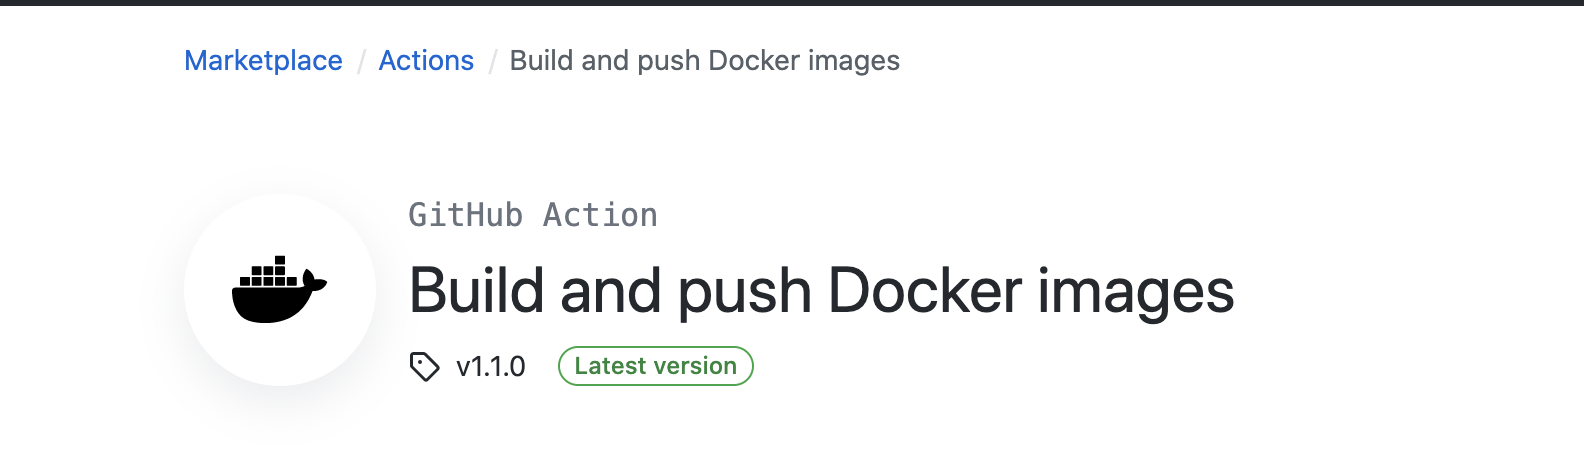 Marketplace / Actions / Build and push Docker images
GitHub Action
Build and push Docker images
v1.1.0 Latest version